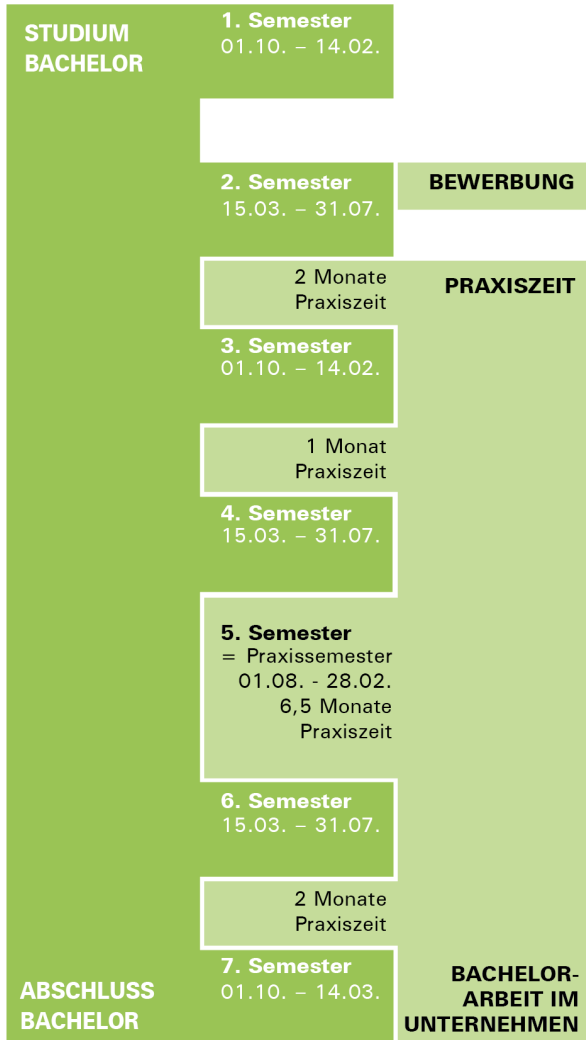 STUDIUM
BACHELOR
1. Semester
01.10. – 14.02.
2. Semester
15.03. – 31.07.
BEWERBUNG
2 Monate
Praxiszeit
PRAXISZEIT
3. Semester
01.10. – 14.02.
1 Monat
Praxiszeit
4. Semester
15.03. – 31.07.
5. Semester
= Praxissemester
01.08. - 28.02.
6,5 Monate
Praxiszeit
6. Semester
15.03. – 31.07.
2 Monate
Praxiszeit
7. Semester
01.10. – 14.03.
ABSCHLUSS
BACHELOR
BACHELOR-
ARBEIT IM
UNTERNEHMEN